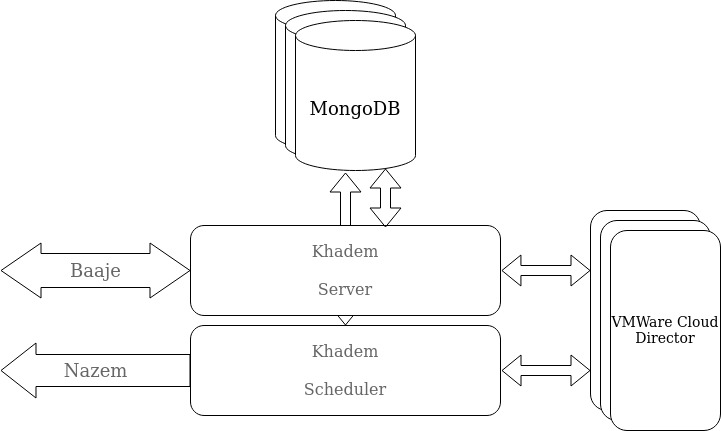 MongoDB
Khadem
Server
Baaje
VMWare Cloud
Director
Khadem
Scheduler
Nazem